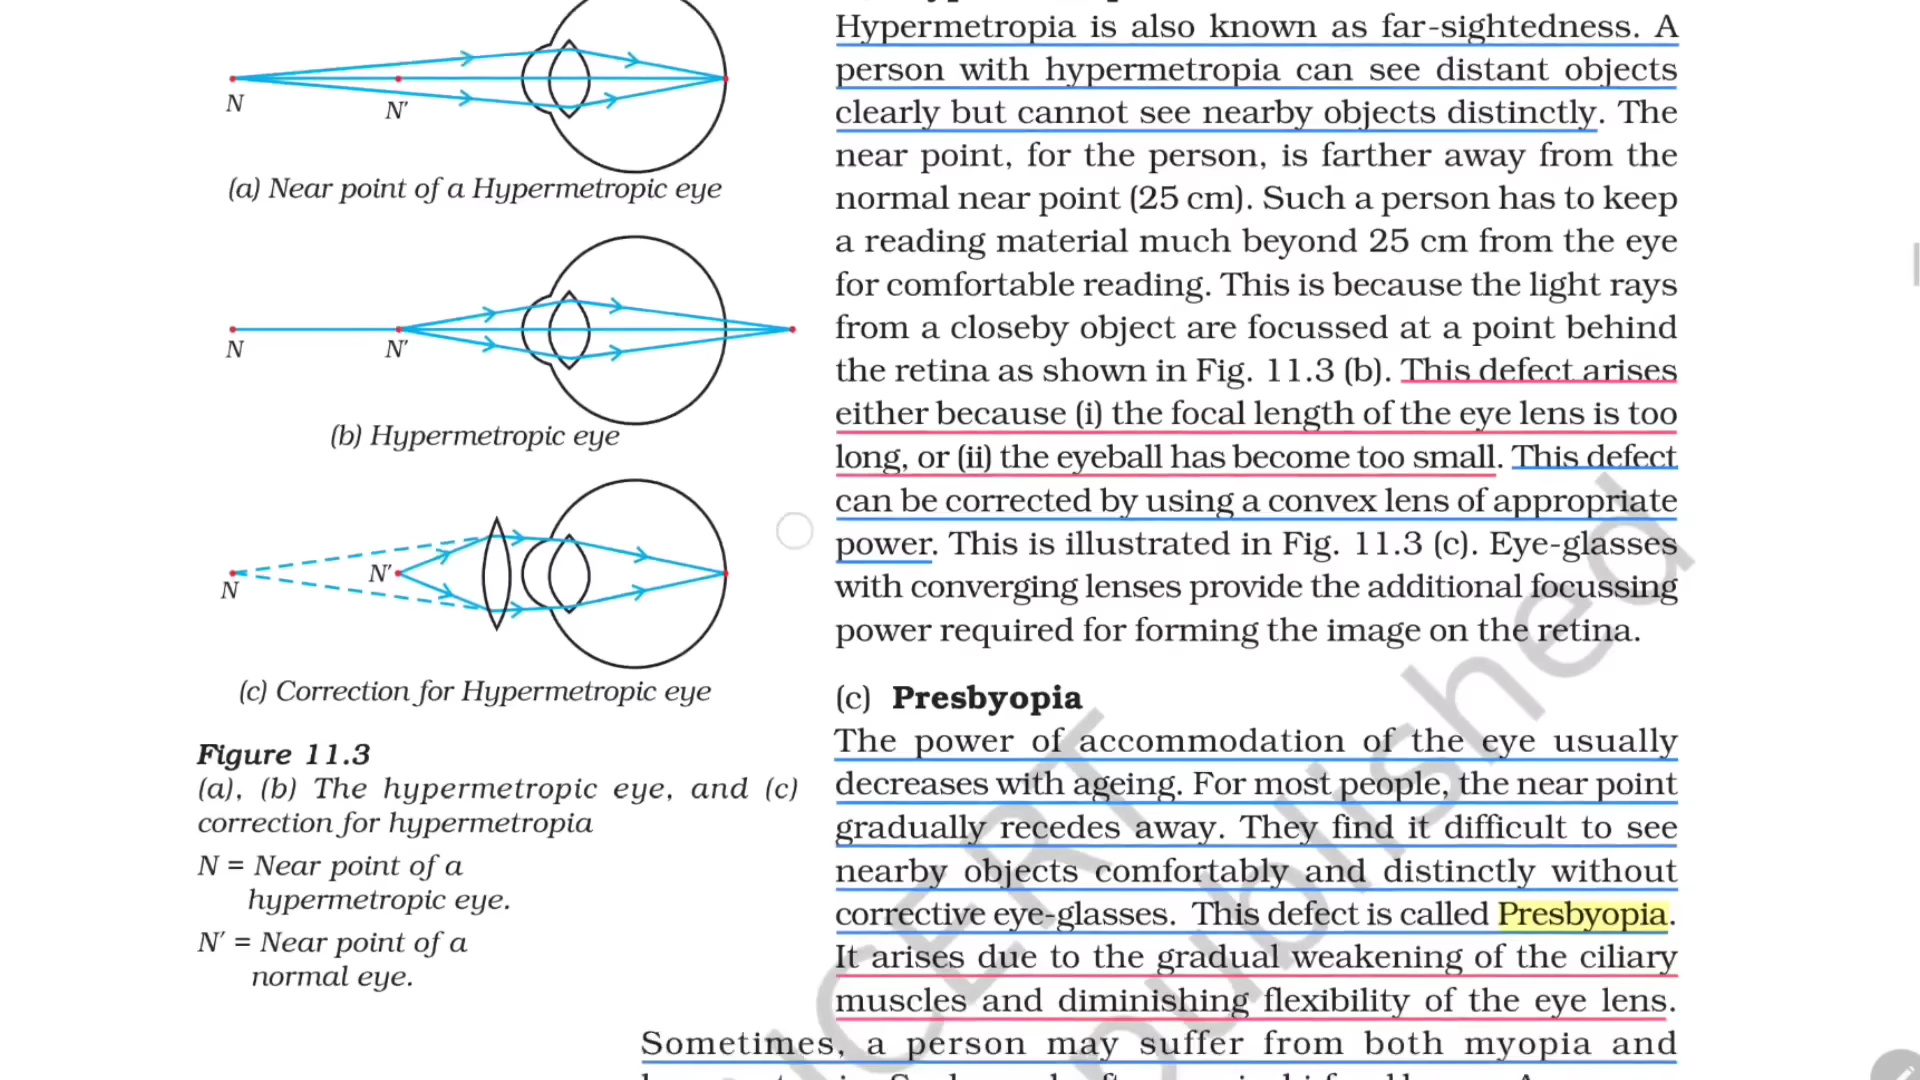 N
N′
(a) Near point of a Hypermetropic eye
N
N′
(b) Hypermetropic eye
N
N′
(c) Correction for Hypermetropic eye
Figure 11.3
(a), (b) The hypermetropic eye, and (c)
correction for hypermetropia
N = Near point of a
hypermetropic eye.
N′ = Near point of a
normal eye.
Hypermetropia is also known as far-sightedness. A
person with hypermetropia can see distant objects
clearly but cannot see nearby objects distinctly. The
near point, for the person, is farther away from the
normal near point (25 cm). Such a person has to keep
a reading material much beyond 25 cm from the eye
for comfortable reading. This is because the light rays
from a closeby object are focussed at a point behind
the retina as shown in Fig. 11.3 (b). This defect arises
either because (i) the focal length of the eye lens is too
long, or (ii) the eyeball has become too small. This defect
can be corrected by using a convex lens of appropriate
power. This is illustrated in Fig. 11.3 (c). Eye-glasses
with converging lenses provide the additional focussing
power required for forming the image on the retina.
(c) Presbyopia
The power of accommodation of the eye usually
decreases with ageing. For most people, the near point
gradually recedes away. They find it difficult to see
nearby objects comfortably and distinctly without
corrective eye-glasses. This defect is called Presbyopia.
It arises due to the gradual weakening of the ciliary
muscles and diminishing flexibility of the eye lens.
Sometimes, a person may suffer from both myopia and
NCERT
published